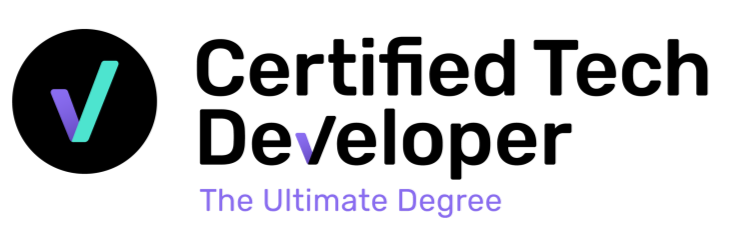 Certified Tech
Developer
The Ultimate Degree